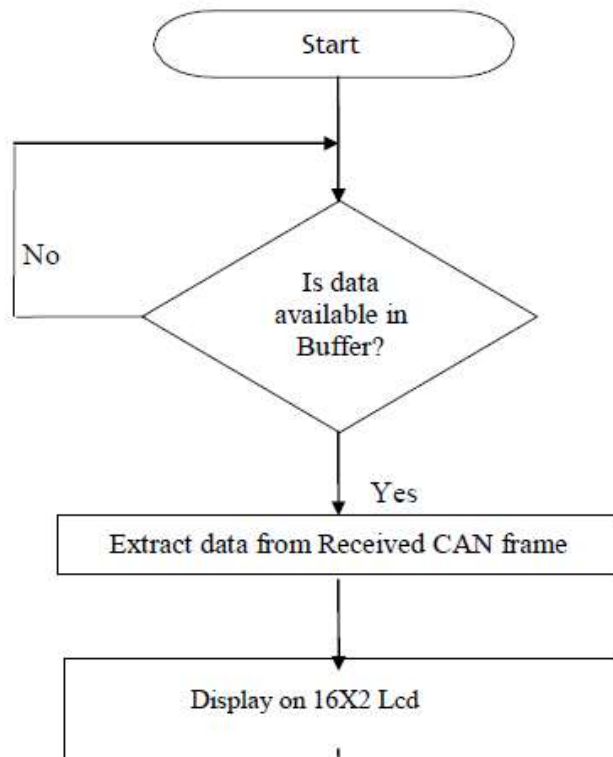 Start
No
Is data
available in
Buffer?
Yes
Extract data from Received CAN frame
Display on 16X2 Lcd